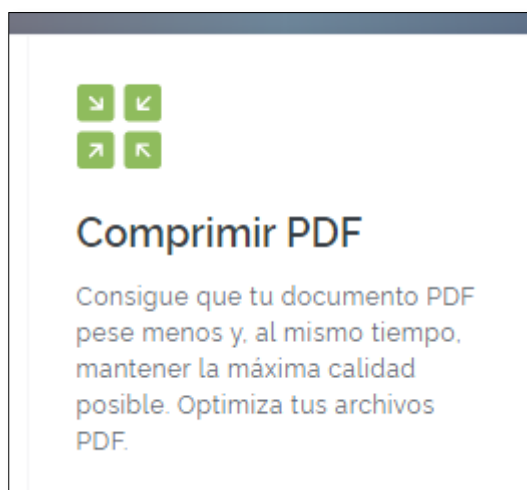 Comprimir PDF
Consigue que tu documento PDF
pese menos y, al mismo tiempo,
mantener la máxima calidad
posible. Optimiza tus archivos
PDF.